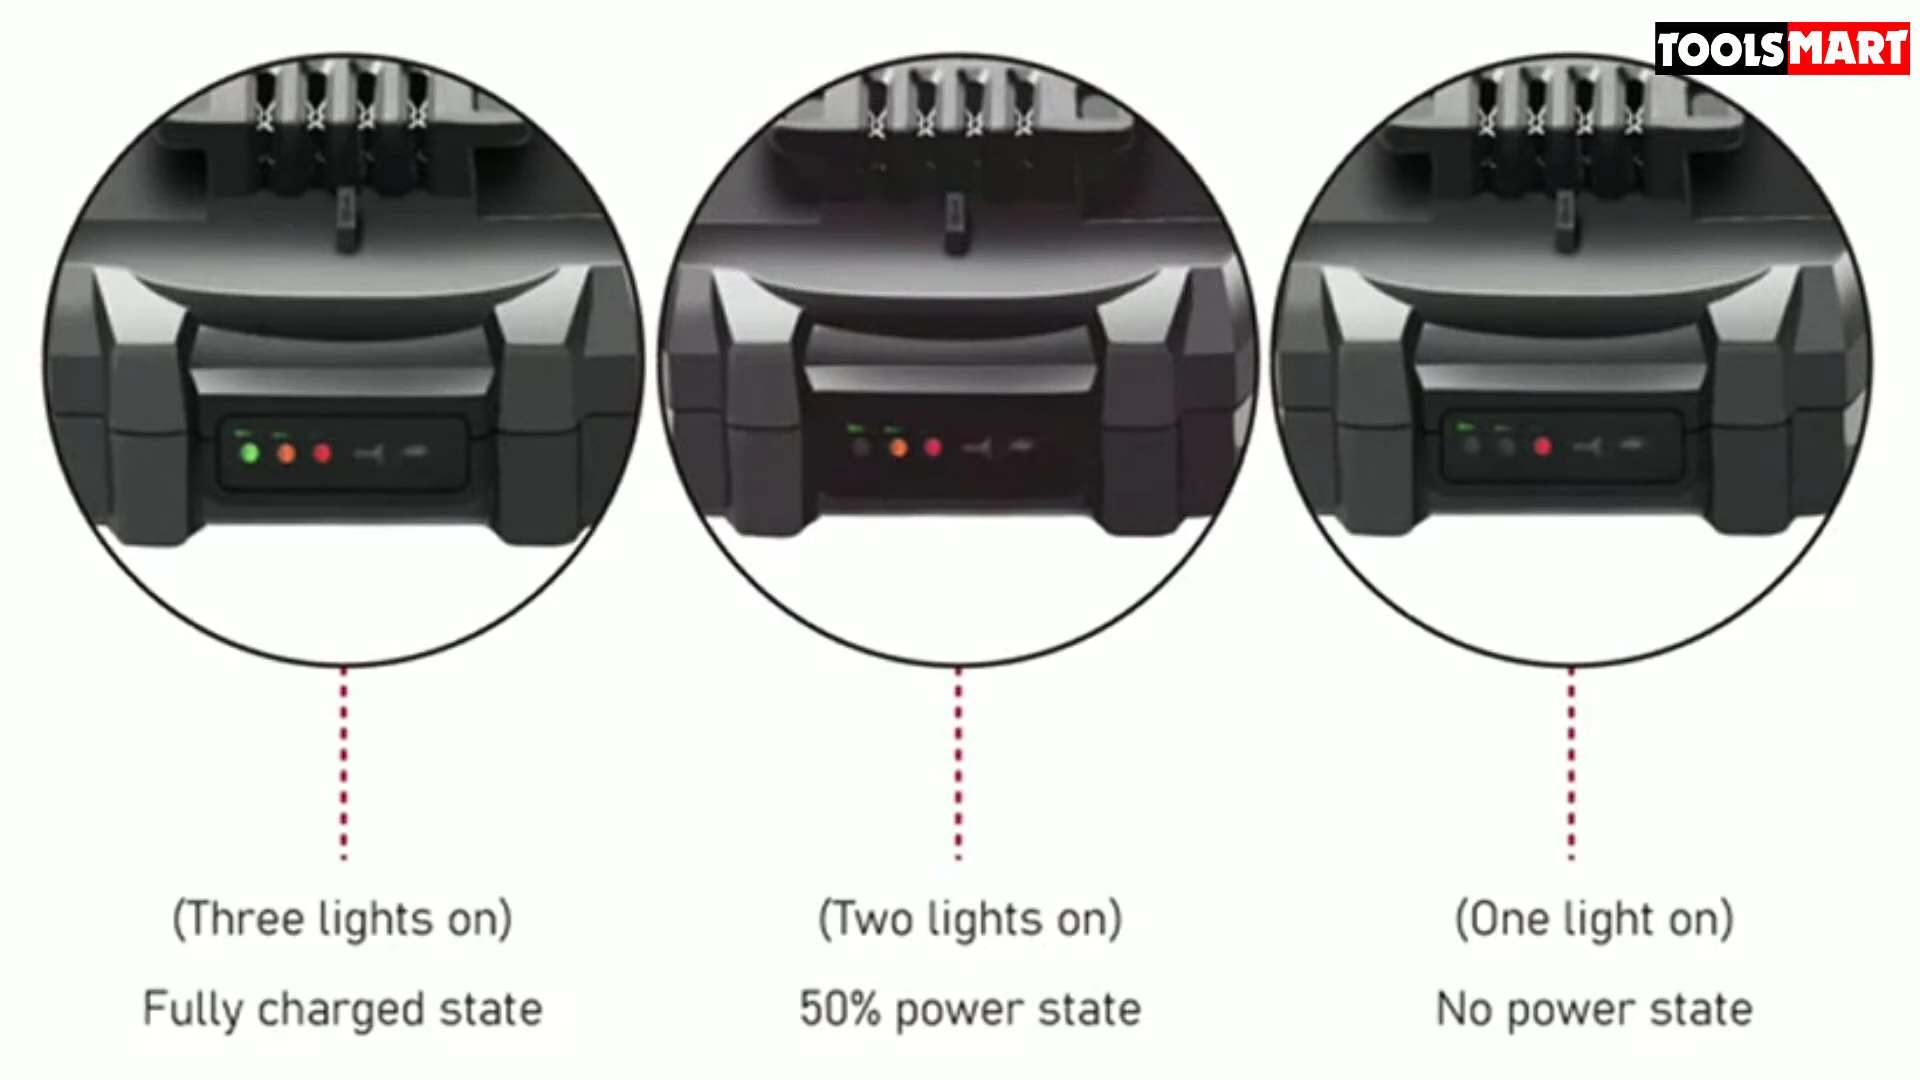 TOOLSMART
(Three lights on)
Fully charged state
(Two lights on)
50% power state
(One light on)
No power state